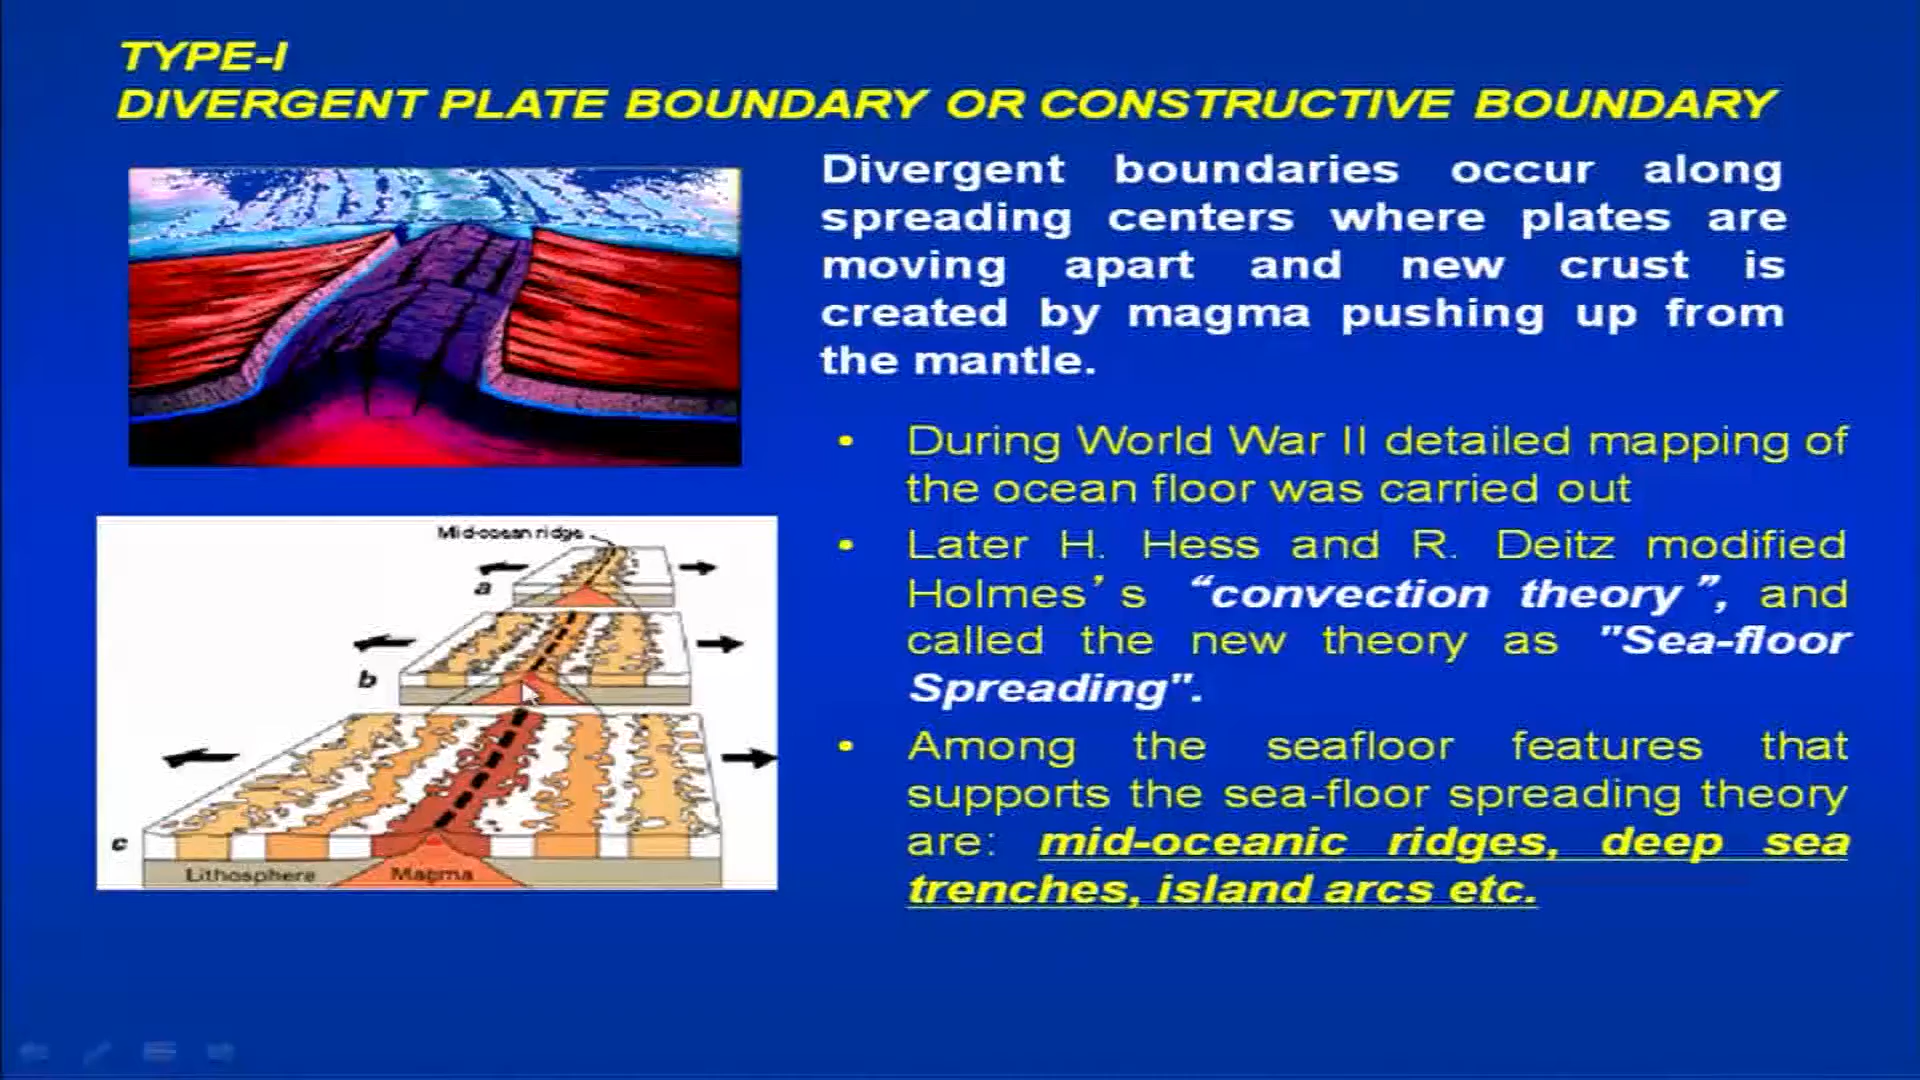 TYPE-I
DIVERGENT PLATE BOUNDARY OR CONSTRUCTIVE BOUNDARY
Divergent boundaries occur along
spreading centers where plates are
moving apart and new crust is
created by magma pushing up from
the mantle.
• During World War II detailed mapping of
the ocean floor was carried out
• Later H. Hess and R. Deitz modified
Holmes’s “convection theory”, and
called the new theory as "Sea-floor
Spreading".
• Among the seafloor features that
supports the sea-floor spreading theory
are: mid-oceanic ridges, deep sea
trenches, island arcs etc.
Mid-ocean ridge
a
b
c
Lithosphere
Magma